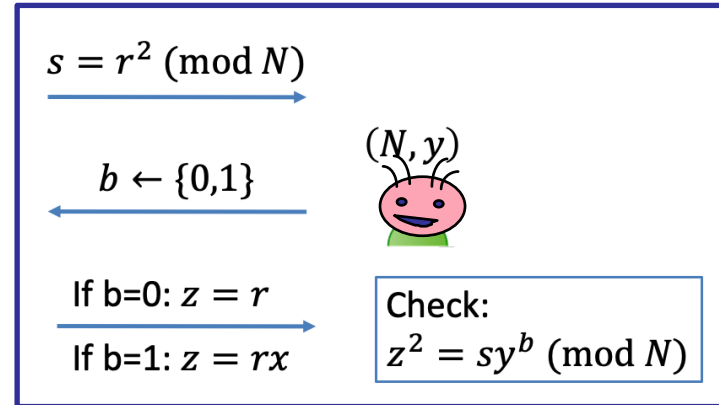 s = r² (mod N)
(N, y)
b ← {0,1}
If b=0: z = r
If b=1: z = rx
Check:
z² = sy^b (mod N)